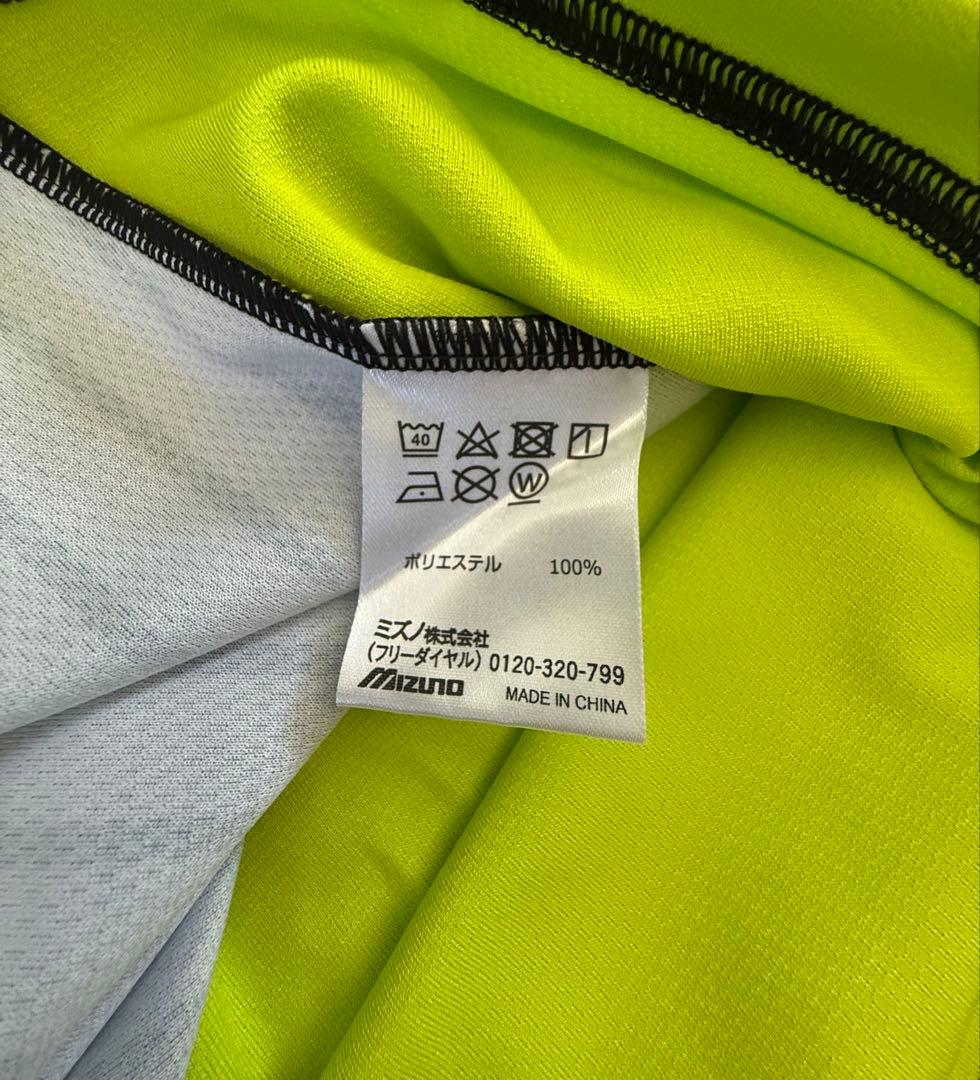 40
W
ポリエステル 100%
ミズノ株式会社
(フリーダイヤル) 0120-320-799
MIZUNO MADE IN CHINA